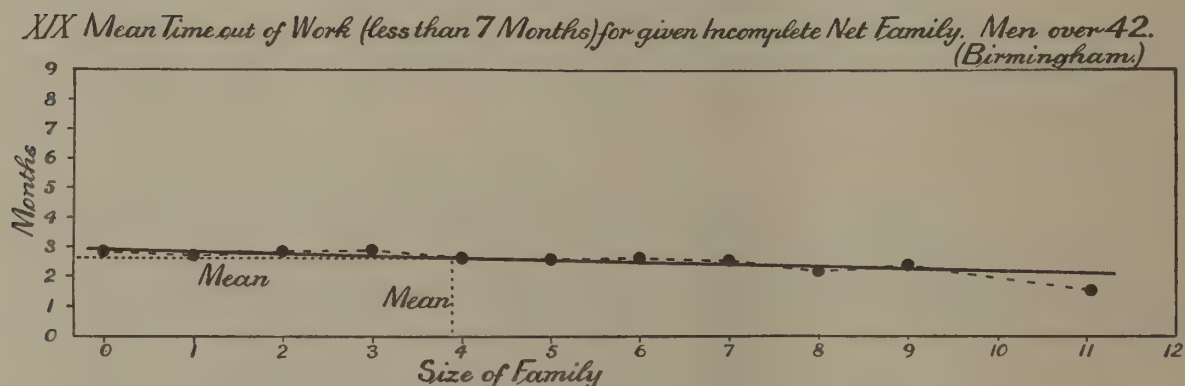 XIX Mean Time out of Work (less than 7 Months) for given Incomplete Net Family. Men over 42.
(Birmingham.)
9
8
7
6
5
4
3
2
1
0
Months
Mean
Mean
0 1 2 3 4 5 6 7 8 9 10 11 12
Size of Family